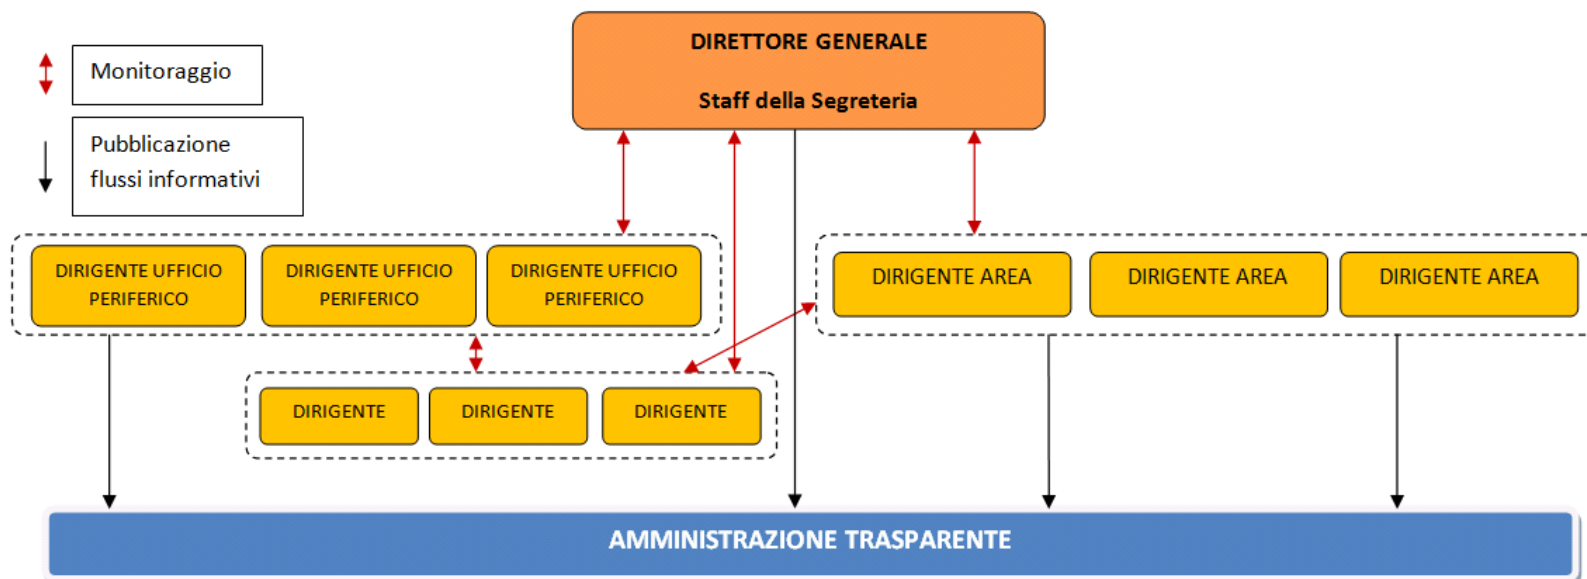 DIRETTORE GENERALE
Staff della Segreteria
Monitoraggio
Pubblicazione
flussi informativi
DIRIGENTE UFFICIO
PERIFERICO
DIRIGENTE UFFICIO
PERIFERICO
DIRIGENTE UFFICIO
PERIFERICO
DIRIGENTE AREA
DIRIGENTE AREA
DIRIGENTE AREA
DIRIGENTE
DIRIGENTE
DIRIGENTE
AMMINISTRAZIONE TRASPARENTE